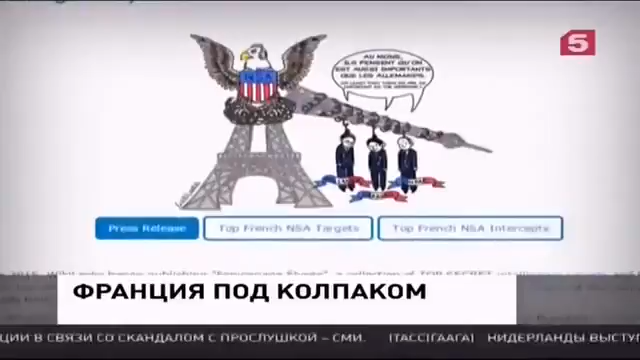 5
NSA
AU MOINS,
ILS PENSENT QU'ON
EST AUSSI IMPORTANTS
QUE LES ALLEMANDS.
Press Release
Top French NSA Targets
Top French NSA Intercepts
ФРАНЦИЯ ПОД КОЛПАКОМ
ЦИИ В СВЯЗИ СО СКАНДАЛОМ С ПРОСЛУШКОЙ – СМИ. (ТАСС)(GAAGA) НИДЕРЛАНДЫ ВЫСТУП